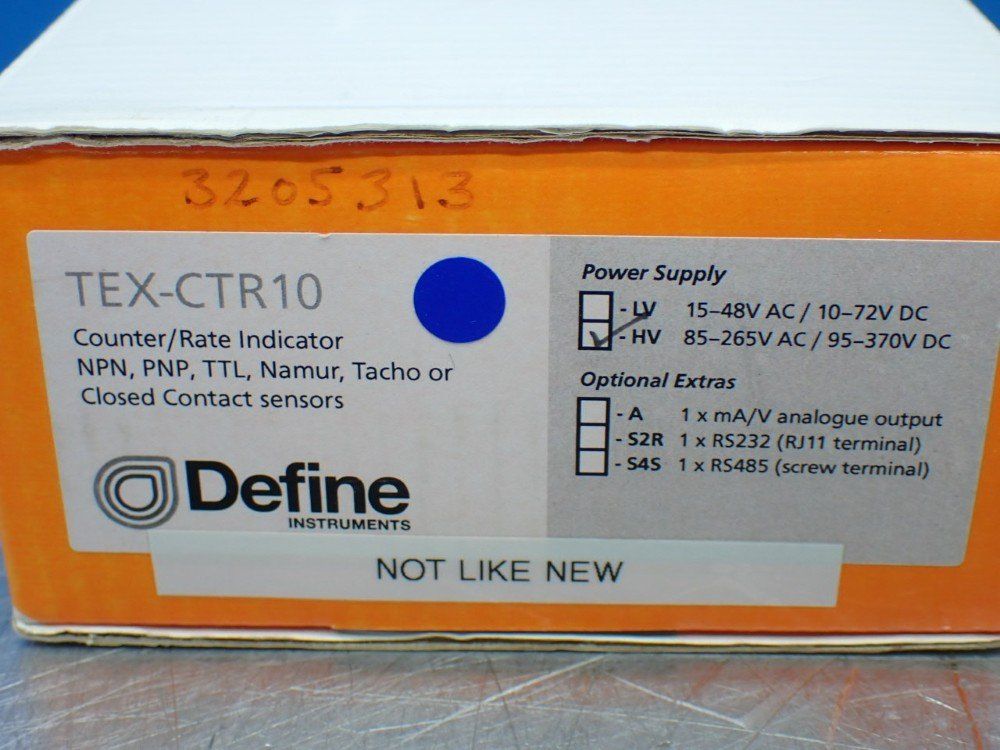 3205313
TEX-CTR10
Counter/Rate Indicator
NPN, PNP, TTL, Namur, Tacho or
Closed Contact sensors
Define
INSTRUMENTS
Power Supply
- LV 15–48V AC / 10–72V DC
- HV 85–265V AC / 95–370V DC
Optional Extras
- A 1 x mA/V analogue output
- S2R 1 x RS232 (RJ11 terminal)
- S4S 1 x RS485 (screw terminal)
NOT LIKE NEW